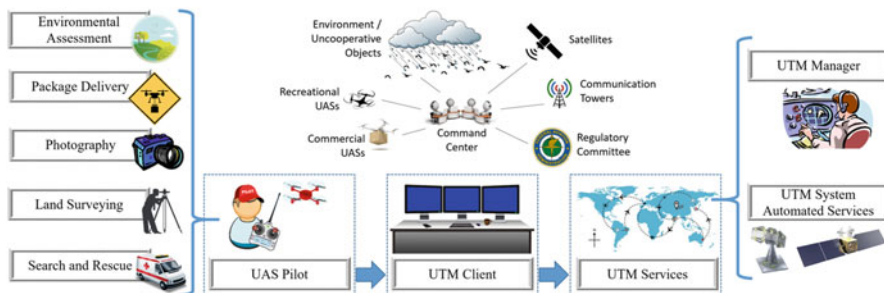 Environmental
Assessment
Package Delivery
Photography
Land Surveying
Search and Rescue
Environment /
Uncooperative
Objects
Satellites
Recreational
UASs
Communication
Towers
Commercial
UASs
Command
Center
Regulatory
Committee
PILOT
UAS Pilot
UTM Client
UTM Services
UTM Manager
UTM System
Automated Services